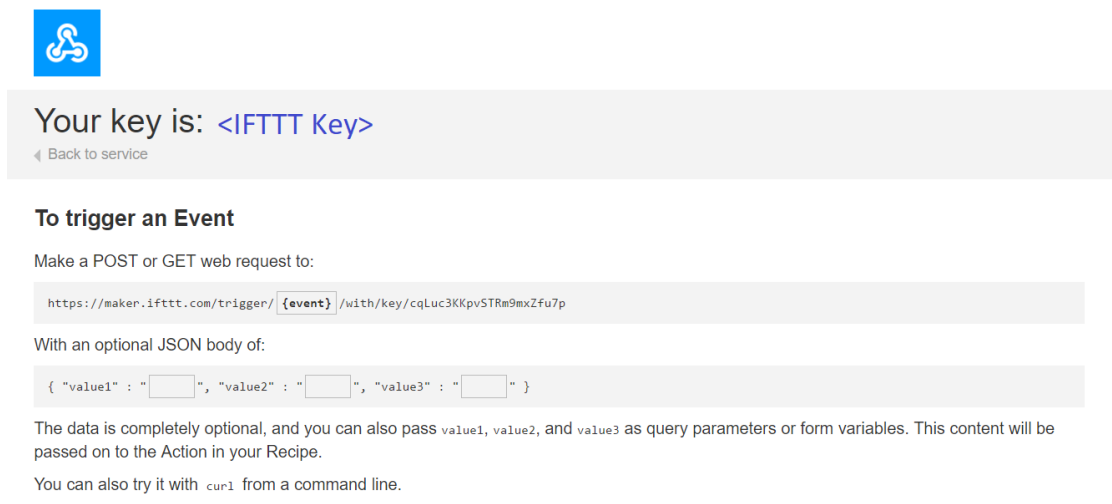 Your key is: <IFTTT Key>
Back to service
To trigger an Event
Make a POST or GET web request to:
https://maker.ifttt.com/trigger/ {event} /with/key/cqLuc3KKpvSTRm9mxZfu7p
With an optional JSON body of:
{ "value1" : "", "value2" : "", "value3" : "" }
The data is completely optional, and you can also pass value1, value2, and value3 as query parameters or form variables. This content will be
passed on to the Action in your Recipe.
You can also try it with curl from a command line.